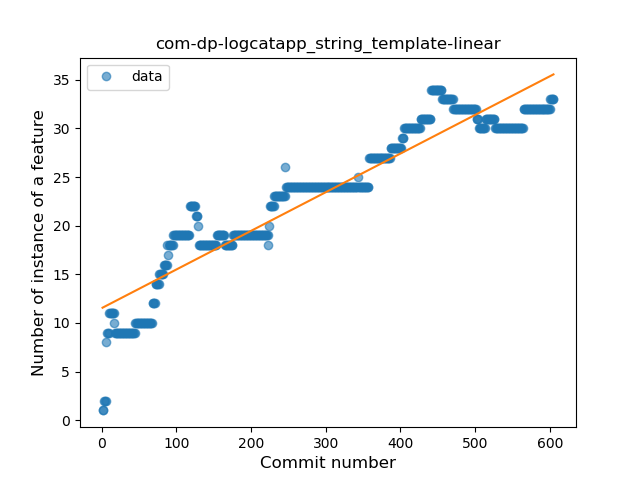 com-dp-logcatapp_string_template-linear
data
Number of instance of a feature
35
30
25
20
15
10
5
0
0 100 200 300 400 500 600
Commit number